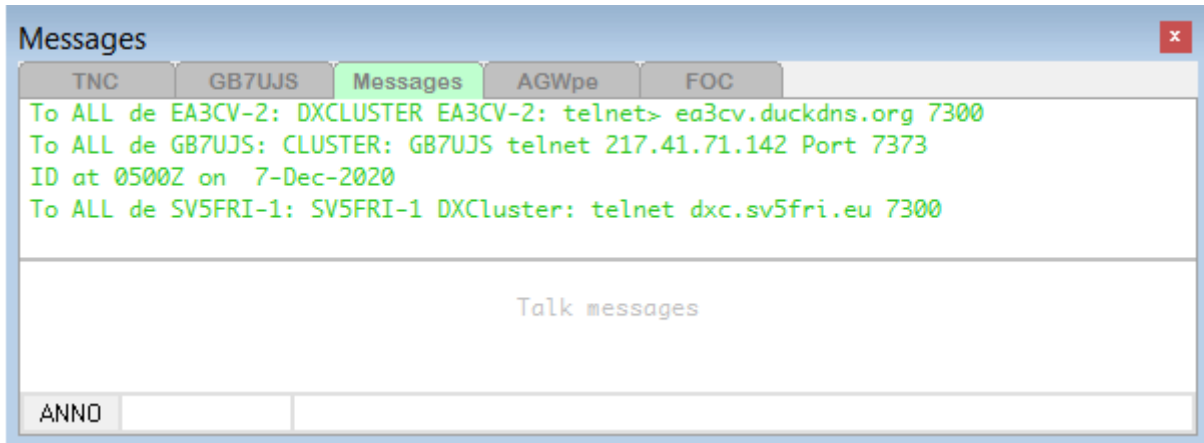 Messages
x
TNC GB7UJS Messages AGWpe FOC
To ALL de EA3CV-2: DXCLUSTER EA3CV-2: telnet> ea3cv.duckdns.org 7300
To ALL de GB7UJS: CLUSTER: GB7UJS telnet 217.41.71.142 Port 7373
ID at 0500Z on  7-Dec-2020
To ALL de SV5FRI-1: SV5FRI-1 DXCluster: telnet dxc.sv5fri.eu 7300
Talk messages
ANNO